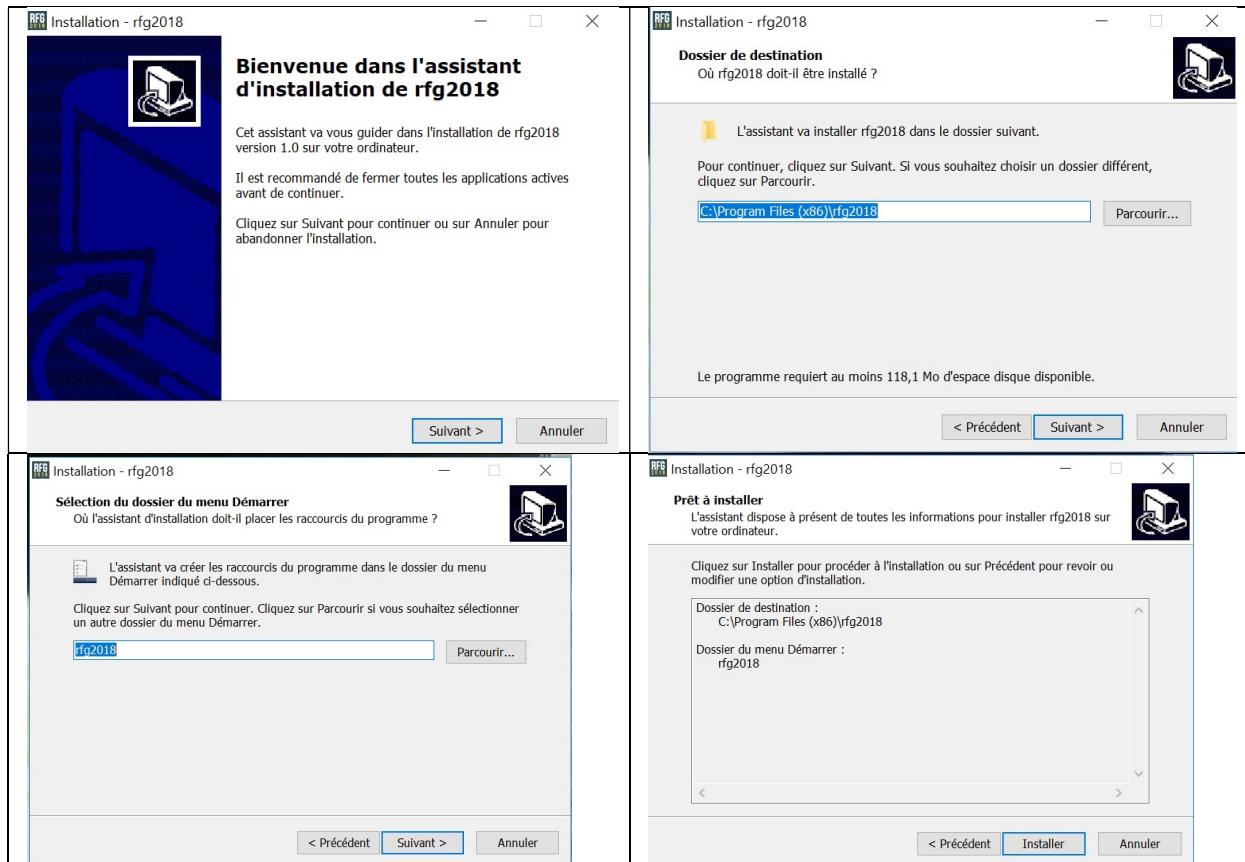 RFG
2018
Installation - rfg2018
Bienvenue dans l'assistant
d'installation de rfg2018
Cet assistant va vous guider dans l'installation de rfg2018
version 1.0 sur votre ordinateur.
Il est recommandé de fermer toutes les applications actives
avant de continuer.
Cliquez sur Suivant pour continuer ou sur Annuler pour
abandonner l'installation.
Suivant >
Annuler
RFG
2018
Installation - rfg2018
Dossier de destination
Où rfg2018 doit-il être installé ?
L'assistant va installer rfg2018 dans le dossier suivant.
Pour continuer, cliquez sur Suivant. Si vous souhaitez choisir un dossier différent,
cliquez sur Parcourir.
C:\Program Files (x86)\rfg2018
Parcourir...
Le programme requiert au moins 118,1 Mo d'espace disque disponible.
< Précédent
Suivant >
Annuler
RFG
2018
Installation - rfg2018
Sélection du dossier du menu Démarrer
Où l'assistant d'installation doit-il placer les raccourcis du programme ?
L'assistant va créer les raccourcis du programme dans le dossier du menu
Démarrer indiqué ci-dessous.
Cliquez sur Suivant pour continuer. Cliquez sur Parcourir si vous souhaitez sélectionner
un autre dossier du menu Démarrer.
rfg2018
Parcourir...
< Précédent
Suivant >
Annuler
RFG
2018
Installation - rfg2018
Prêt à installer
L'assistant dispose à présent de toutes les informations pour installer rfg2018 sur
votre ordinateur.
Cliquez sur Installer pour procéder à l'installation ou sur Précédent pour revoir ou
modifier une option d'installation.
Dossier de destination :
C:\Program Files (x86)\rfg2018
Dossier du menu Démarrer :
rfg2018
< Précédent
Installer
Annuler